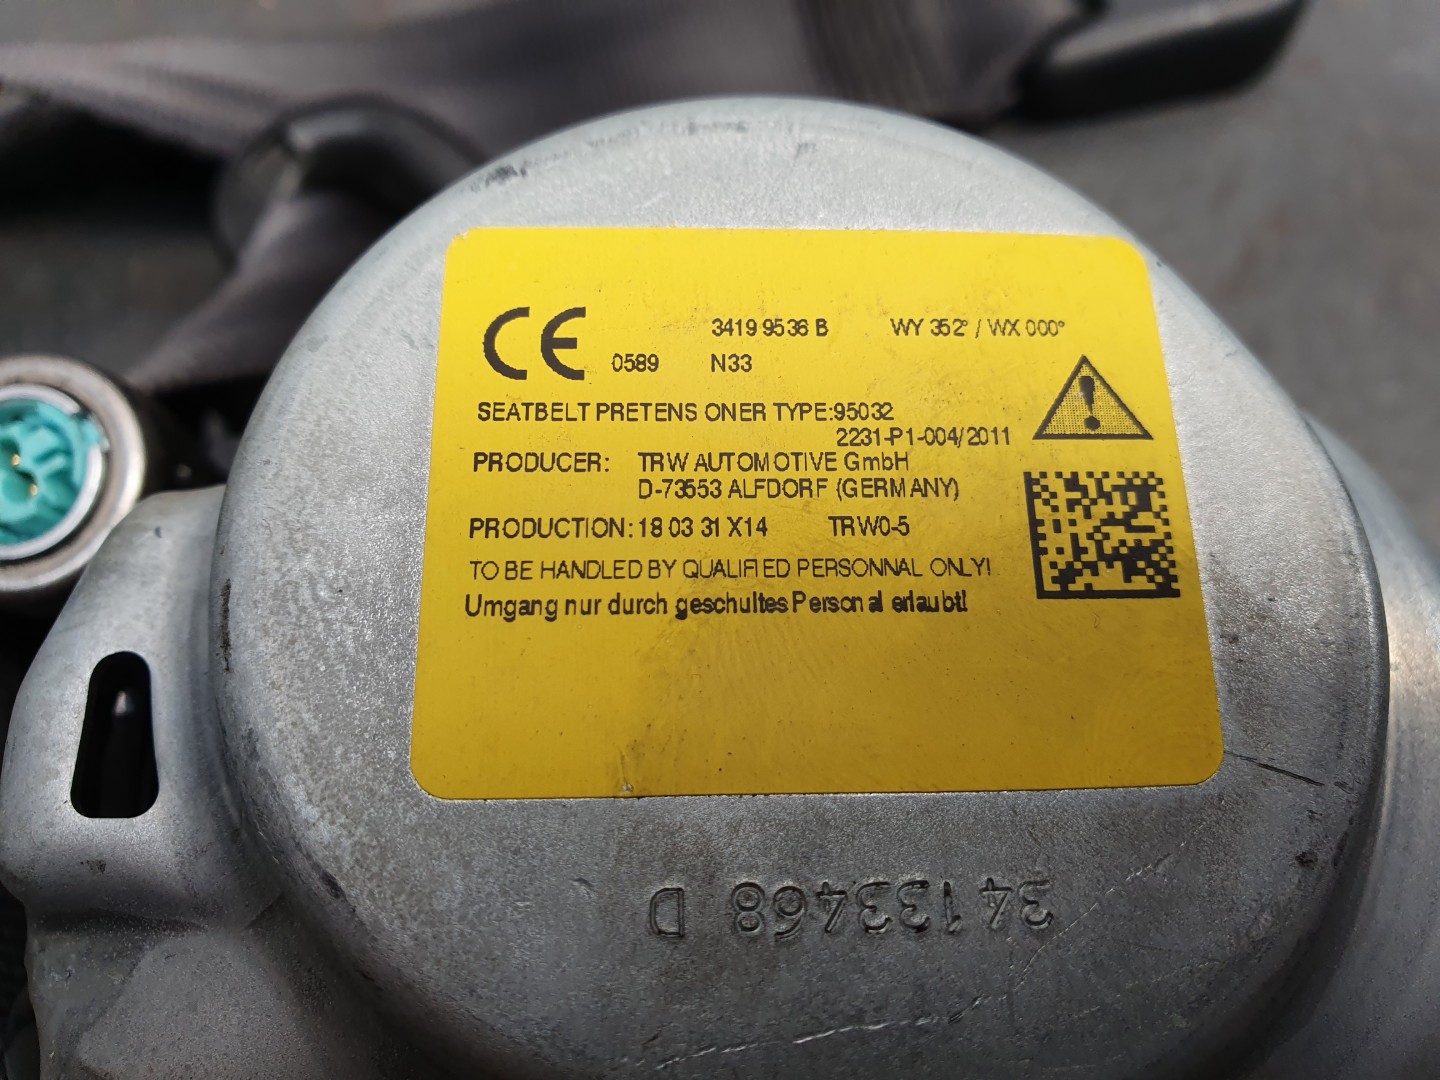 CE 0589
3419 9536 B WY 352° / WX 000°
N33
SEATBELT PRETENS ONER TYPE:95032
2231-P1-004/2011
PRODUCER: TRW AUTOMOTIVE GmbH
D-73553 ALFDORF (GERMANY)
PRODUCTION: 18 03 31 X14 TRW0-5
TO BE HANDLED BY QUALIFIED PERSONNAL ONLY!
Umgang nur durch geschultes Personal erlaubt!
34133468 D